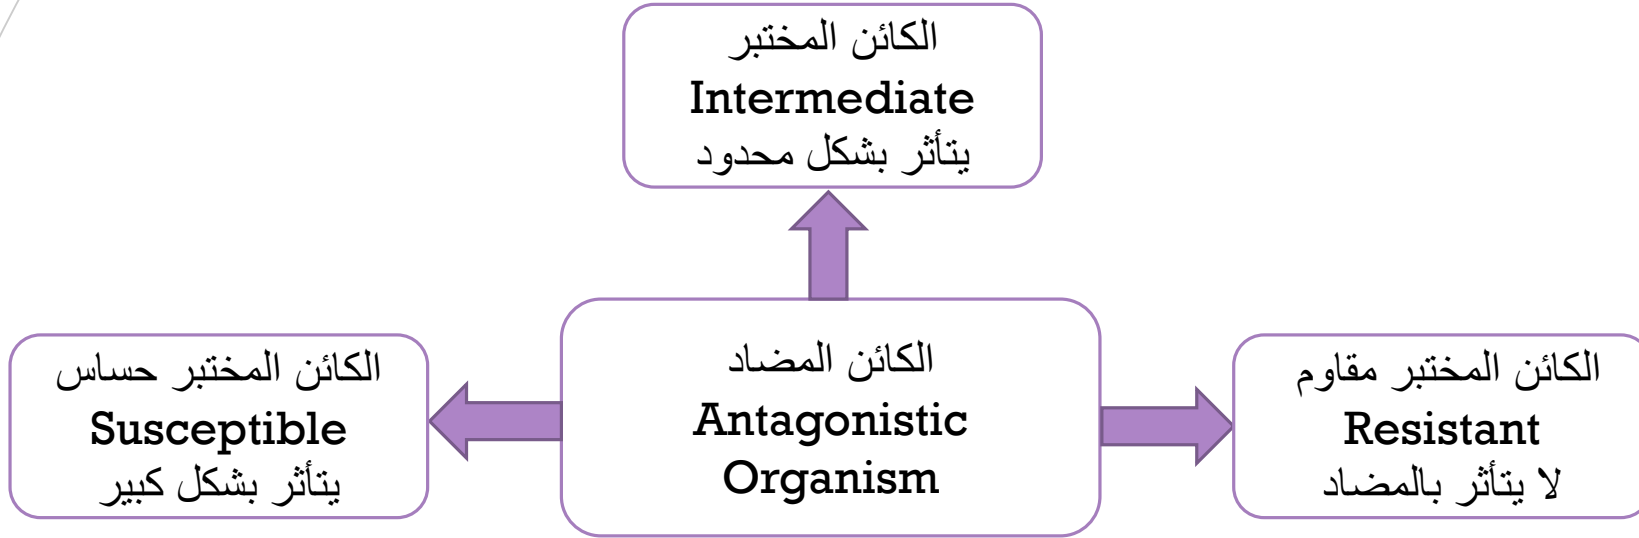 الكائن المختبر
Intermediate
يتأثر بشكل محدود
الكائن المضاد
Antagonistic
Organism
الكائن المختبر حساس
Susceptible
يتأثر بشكل كبير
الكائن المختبر مقاوم
Resistant
لا يتأثر بالمضاد